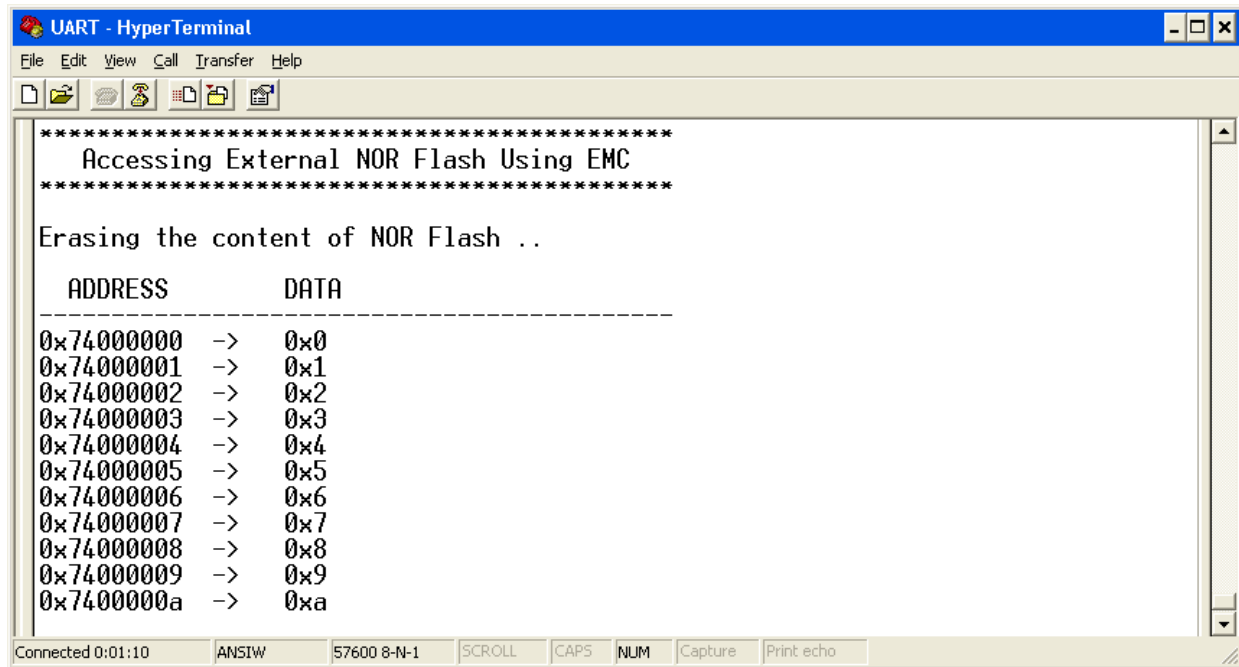 UART - HyperTerminal
File Edit View Call Transfer Help
********************************************
Accessing External NOR Flash Using EMC
********************************************
Erasing the content of NOR Flash ..
ADDRESS DATA
--------------------------------------------
0x74000000 -> 0x0
0x74000001 -> 0x1
0x74000002 -> 0x2
0x74000003 -> 0x3
0x74000004 -> 0x4
0x74000005 -> 0x5
0x74000006 -> 0x6
0x74000007 -> 0x7
0x74000008 -> 0x8
0x74000009 -> 0x9
0x7400000a -> 0xa
Connected 0:01:10 ANSIW 57600 8-N-1 SCROLL CAPS NUM Capture Print echo